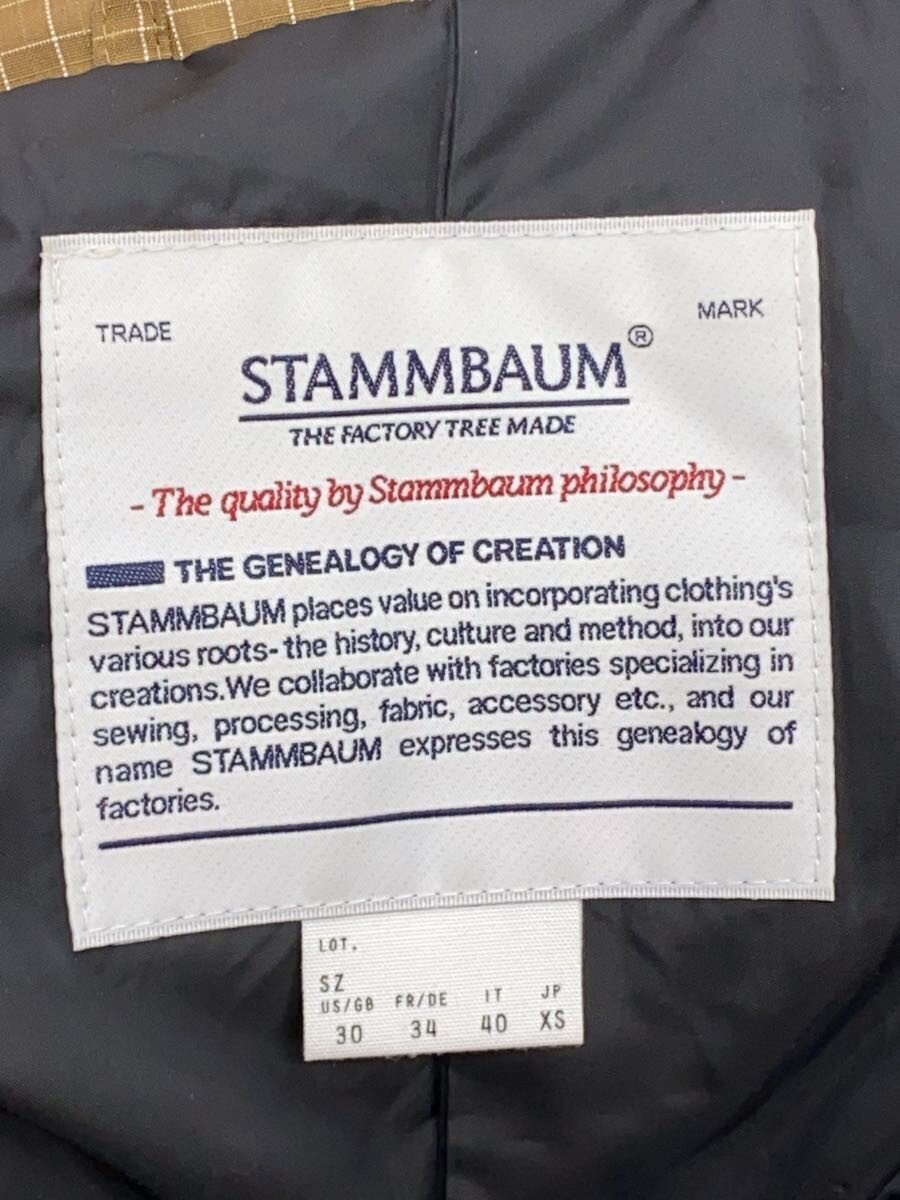 TRADE MARK
STAMMBAUM®
THE FACTORY TREE MADE
- The quality by Stammbaum philosophy -
THE GENEALOGY OF CREATION
STAMMBAUM places value on incorporating clothing's
various roots- the history, culture and method, into our
creations.We collaborate with factories specializing in
sewing, processing, fabric, accessory etc., and our
name STAMMBAUM expresses this genealogy of
factories.
LOT.
SZ
US/GB FR/DE IT JP
30 34 40 XS